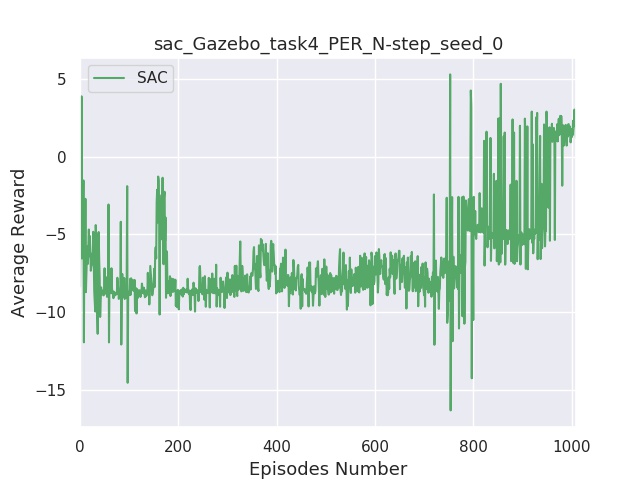 sac_Gazebo_task4_PER_N-step_seed_0
SAC
5
0
−5
−10
−15
Average Reward
0 200 400 600 800 1000
Episodes Number